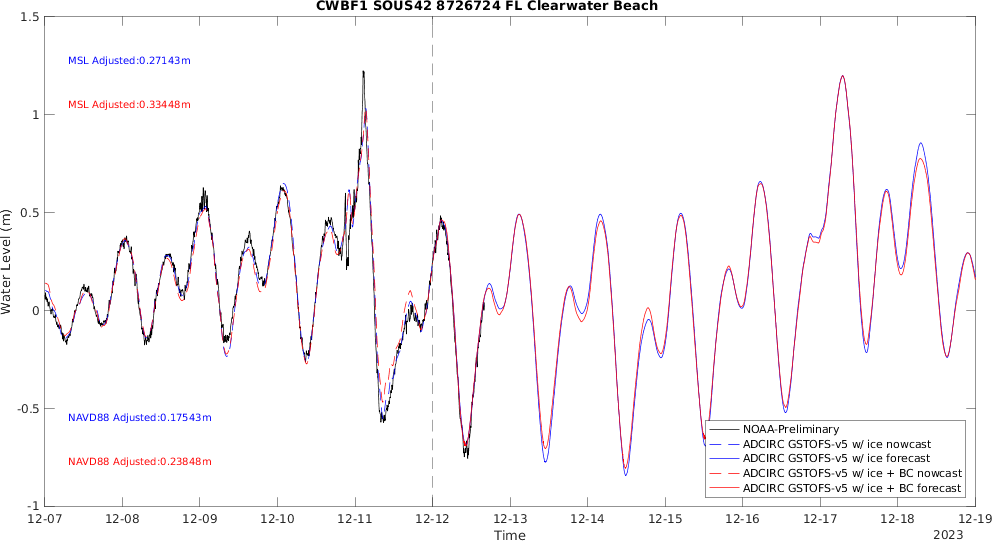 CWBF1 SOUS42 8726724 FL Clearwater Beach
1.5
1
0.5
0
-0.5
-1
Water Level (m)
MSL Adjusted:0.27143m
MSL Adjusted:0.33448m
NAVD88 Adjusted:0.17543m
NAVD88 Adjusted:0.23848m
NOAA-Preliminary
ADCIRC GSTOFS-v5 w/ ice nowcast
ADCIRC GSTOFS-v5 w/ ice forecast
ADCIRC GSTOFS-v5 w/ ice + BC nowcast
ADCIRC GSTOFS-v5 w/ ice + BC forecast
12-07 12-08 12-09 12-10 12-11 12-12 12-13 12-14 12-15 12-16 12-17 12-18 12-19
Time
2023